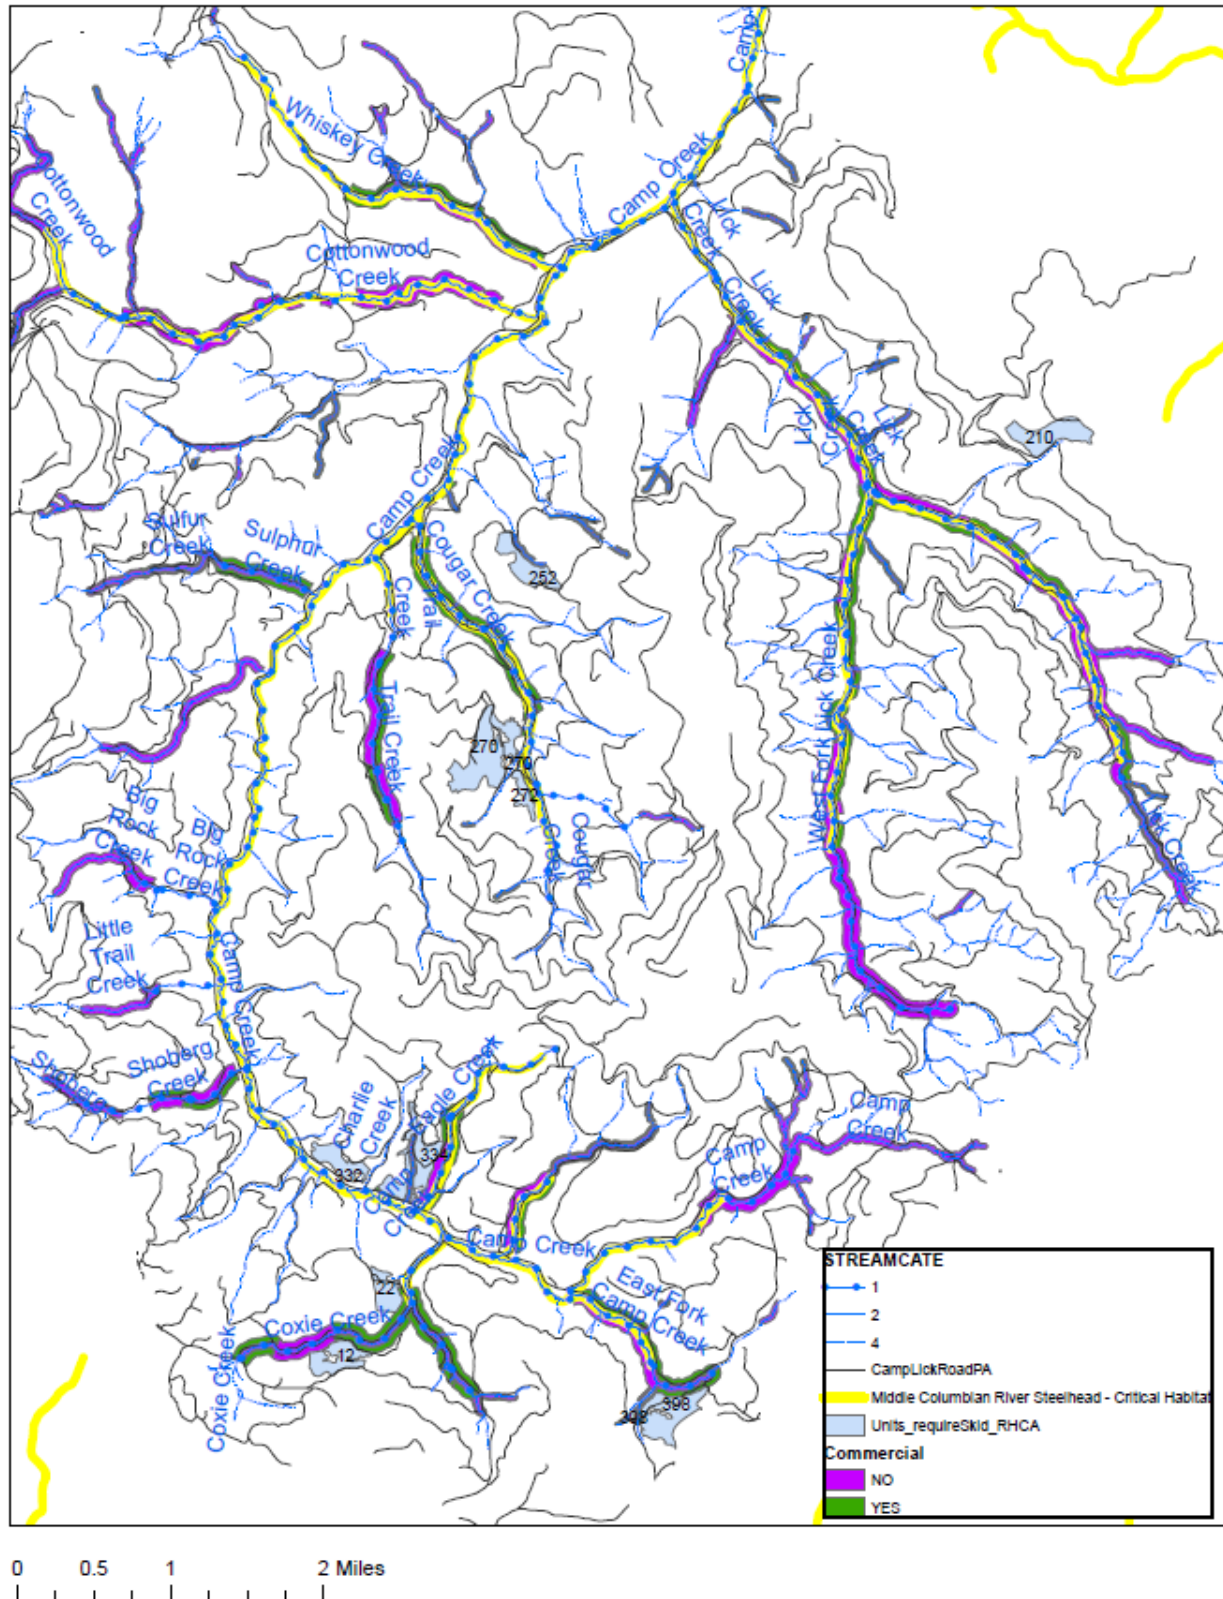 Camp
Whiskey Creek
Camp Creek
Cottonwood
Creek
Lick
Creek
Cottonwood
Creek
Lick
Creek
Lick
Creek
Lick
Creek
210
Camp Creek
Sulfur
Creek
Sulphur
Creek
Cougar Creek
Trail
Creek
252
West Fork Lick Creek
Trail Creek
270
270
272
Big
Rock
Creek
Big
Rock
Creek
Cougar
Creek
Lick Creek
Little
Trail
Creek
Camp Creek
Shoberg
Shoberg
Creek
Charlie
Creek
Eagle Creek
334
332
Camp
Creek
Camp
Creek
Camp
Creek
Camp Creek
East Fork
Camp Creek
22
Coxie Creek
12
Coxie Creek
398
398
STREAMCATE
1
2
4
CampLickRoadPA
Middle Columbian River Steelhead - Critical Habitat
Units_requireSkid_RHCA
Commercial
NO
YES
0 0.5 1 2 Miles